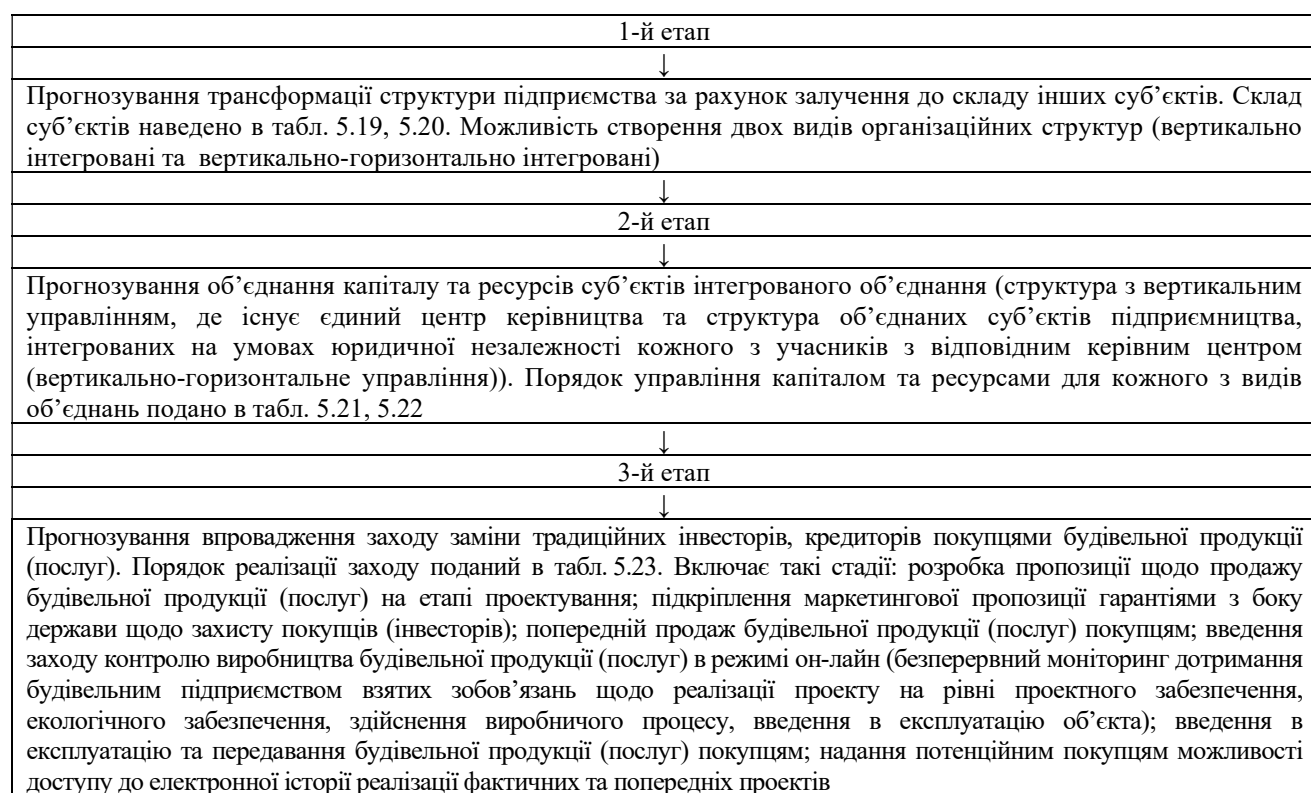 1-й етап
↓
Прогнозування трансформації структури підприємства за рахунок залучення до складу інших суб’єктів. Склад
суб’єктів наведено в табл. 5.19, 5.20. Можливість створення двох видів організаційних структур (вертикально
інтегровані та вертикально-горизонтально інтегровані)
↓
2-й етап
↓
Прогнозування об’єднання капіталу та ресурсів суб’єктів інтегрованого об’єднання (структура з вертикальним
управлінням, де існує єдиний центр керівництва та структура об’єднаних суб’єктів підприємництва,
інтегрованих на умовах юридичної незалежності кожного з учасників з відповідним керівним центром
(вертикально-горизонтальне управління)). Порядок управління капіталом та ресурсами для кожного з видів
об’єднань подано в табл. 5.21, 5.22
↓
3-й етап
↓
Прогнозування впровадження заходу заміни традиційних інвесторів, кредиторів покупцями будівельної продукції
(послуг). Порядок реалізації заходу поданий в табл. 5.23. Включає такі стадії: розробка пропозиції щодо продажу
будівельної продукції (послуг) на етапі проектування; підкріплення маркетингової пропозиції гарантіями з боку
держави щодо захисту покупців (інвесторів); попередній продаж будівельної продукції (послуг) покупцям; введення
заходу контролю виробництва будівельної продукції (послуг) в режимі он-лайн (безперервний моніторинг дотримання
будівельним підприємством взятих зобов’язань щодо реалізації проекту на рівні проектного забезпечення,
екологічного забезпечення, здійснення виробничого процесу, введення в експлуатацію об’єкта); введення в
експлуатацію та передавання будівельної продукції (послуг) покупцям; надання потенційним покупцям можливості
доступу до електронної історії реалізації фактичних та попередніх проектів